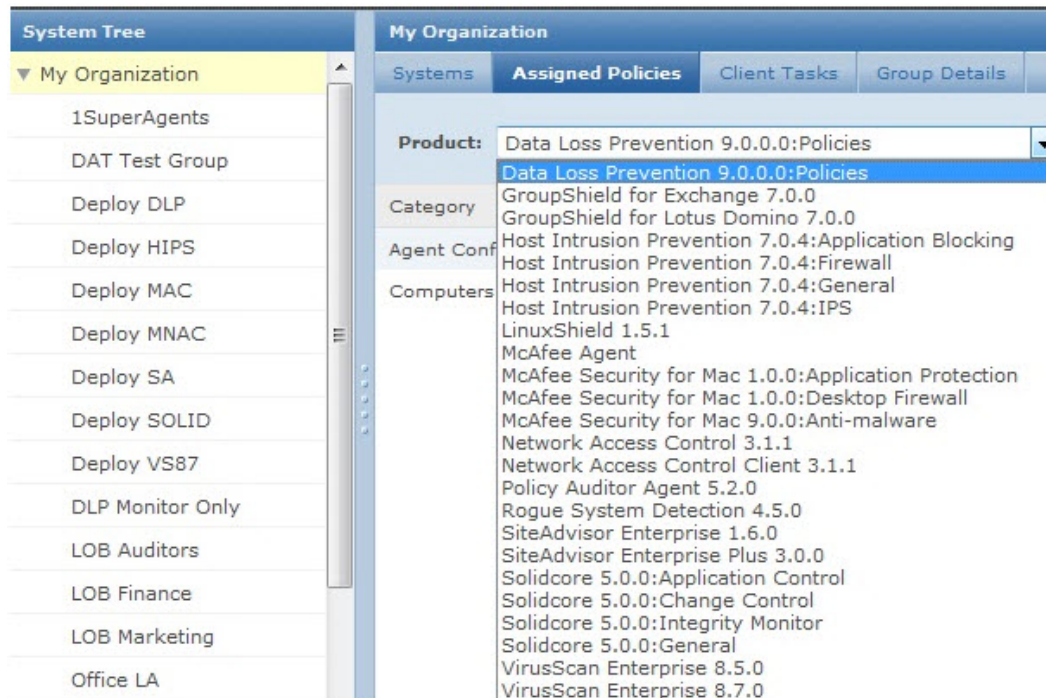 System Tree
My Organization
1SuperAgents
DAT Test Group
Deploy DLP
Deploy HIPS
Deploy MAC
Deploy MNAC
Deploy SA
Deploy SOLID
Deploy VS87
DLP Monitor Only
LOB Auditors
LOB Finance
LOB Marketing
Office LA
My Organization
Systems Assigned Policies Client Tasks Group Details
Product: Data Loss Prevention 9.0.0.0:Policies
Category
Agent Conf
Computers
Data Loss Prevention 9.0.0.0:Policies
GroupShield for Exchange 7.0.0
GroupShield for Lotus Domino 7.0.0
Host Intrusion Prevention 7.0.4:Application Blocking
Host Intrusion Prevention 7.0.4:Firewall
Host Intrusion Prevention 7.0.4:General
Host Intrusion Prevention 7.0.4:IPS
LinuxShield 1.5.1
McAfee Agent
McAfee Security for Mac 1.0.0:Application Protection
McAfee Security for Mac 1.0.0:Desktop Firewall
McAfee Security for Mac 9.0.0:Anti-malware
Network Access Control 3.1.1
Network Access Control Client 3.1.1
Policy Auditor Agent 5.2.0
Rogue System Detection 4.5.0
SiteAdvisor Enterprise 1.6.0
SiteAdvisor Enterprise Plus 3.0.0
Solidcore 5.0.0:Application Control
Solidcore 5.0.0:Change Control
Solidcore 5.0.0:Integrity Monitor
Solidcore 5.0.0:General
VirusScan Enterprise 8.5.0
VirusScan Enterprise 8.7.0